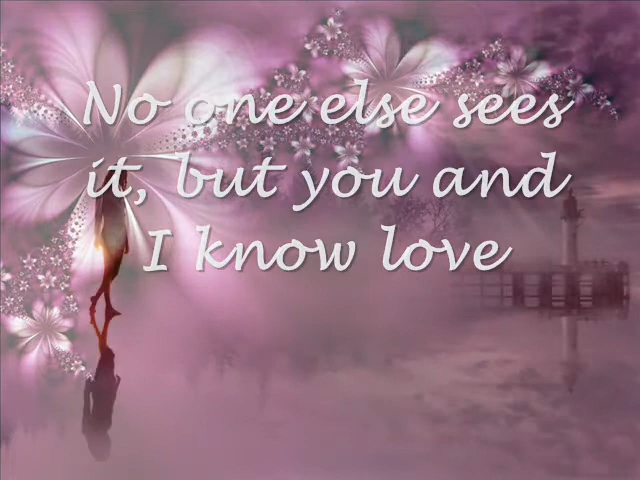 No one else sees
it, but you and
I know love